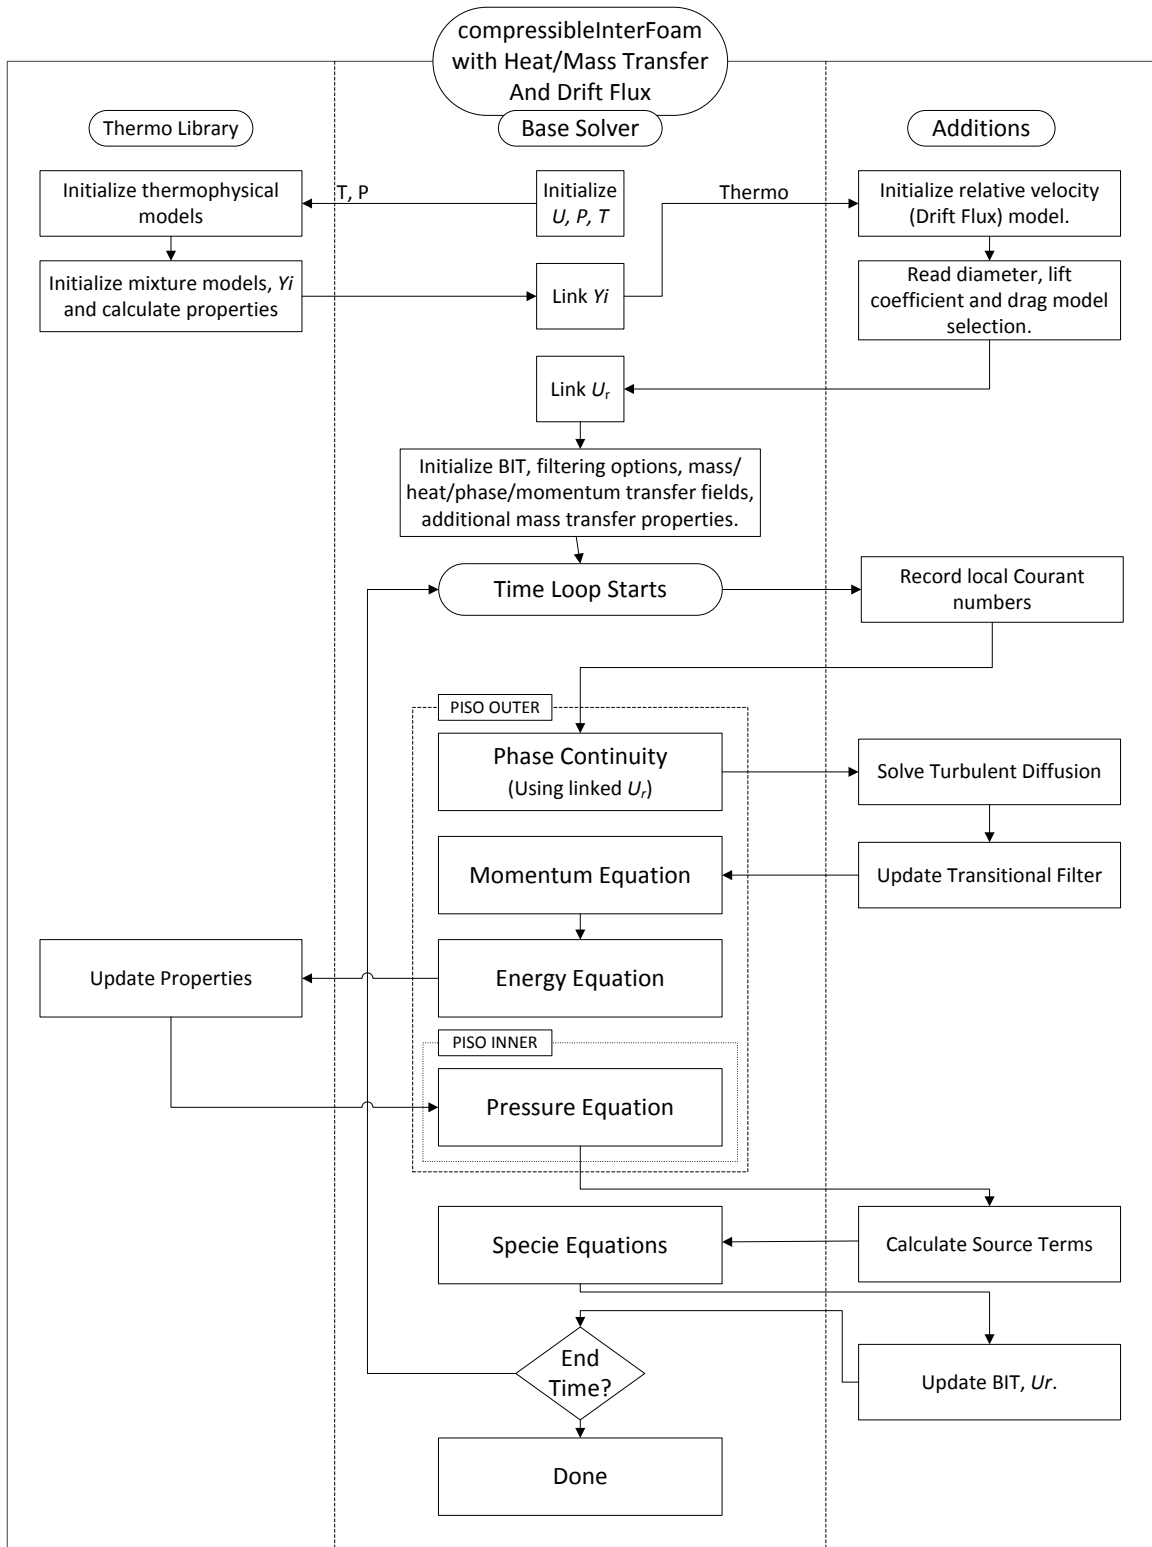 compressibleInterFoam
with Heat/Mass Transfer
And Drift Flux
Thermo Library
Base Solver
Additions
Initialize thermophysical
models
T, P
Initialize
U, P, T
Thermo
Initialize relative velocity
(Drift Flux) model.
Initialize mixture models, Yi
and calculate properties
Link Yi
Read diameter, lift
coefficient and drag model
selection.
Link Ur
Initialize BIT, filtering options, mass/
heat/phase/momentum transfer fields,
additional mass transfer properties.
Time Loop Starts
Record local Courant
numbers
PISO OUTER
Phase Continuity
(Using linked Ur)
Solve Turbulent Diffusion
Momentum Equation
Update Transitional Filter
Update Properties
Energy Equation
PISO INNER
Pressure Equation
Specie Equations
Calculate Source Terms
End
Time?
Update BIT, Ur.
Done